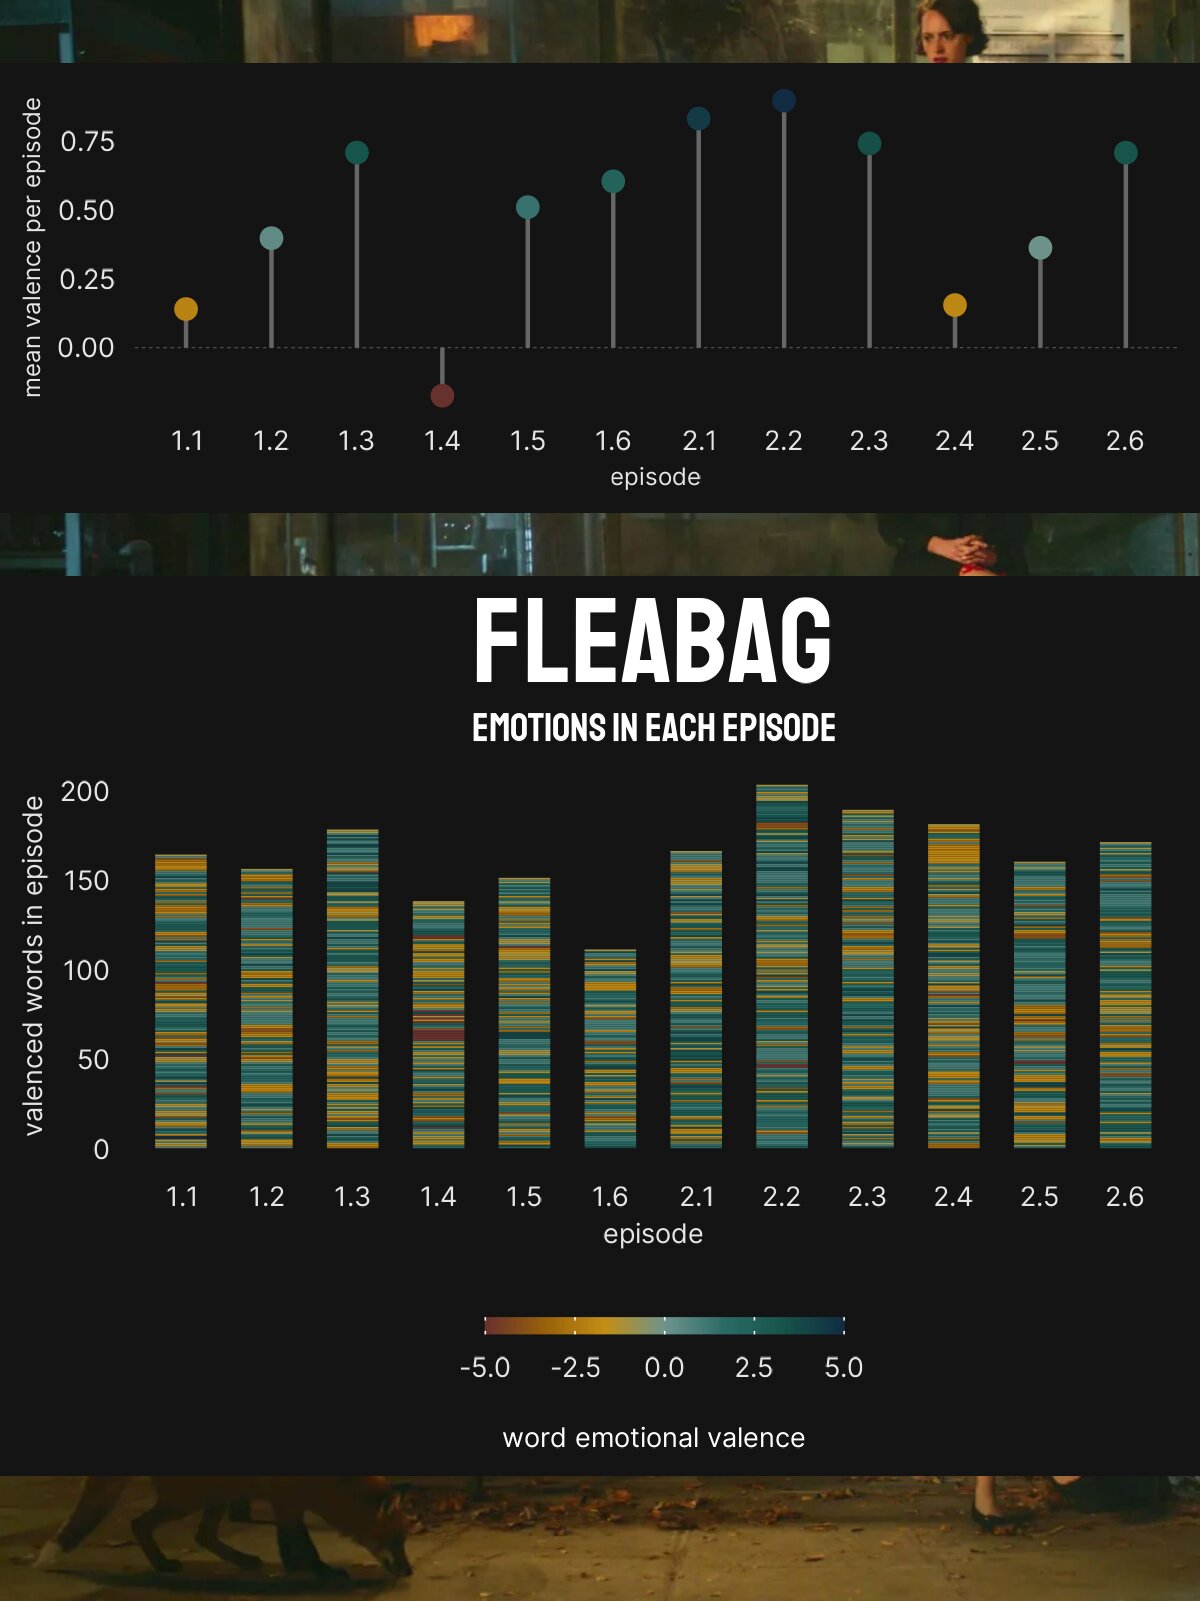 mean valence per episode
0.75
0.50
0.25
0.00
1.1 1.2 1.3 1.4 1.5 1.6 2.1 2.2 2.3 2.4 2.5 2.6
episode
FLEABAG
EMOTIONS IN EACH EPISODE
valenced words in episode
200
150
100
50
0
1.1 1.2 1.3 1.4 1.5 1.6 2.1 2.2 2.3 2.4 2.5 2.6
episode
-5.0 -2.5 0.0 2.5 5.0
word emotional valence